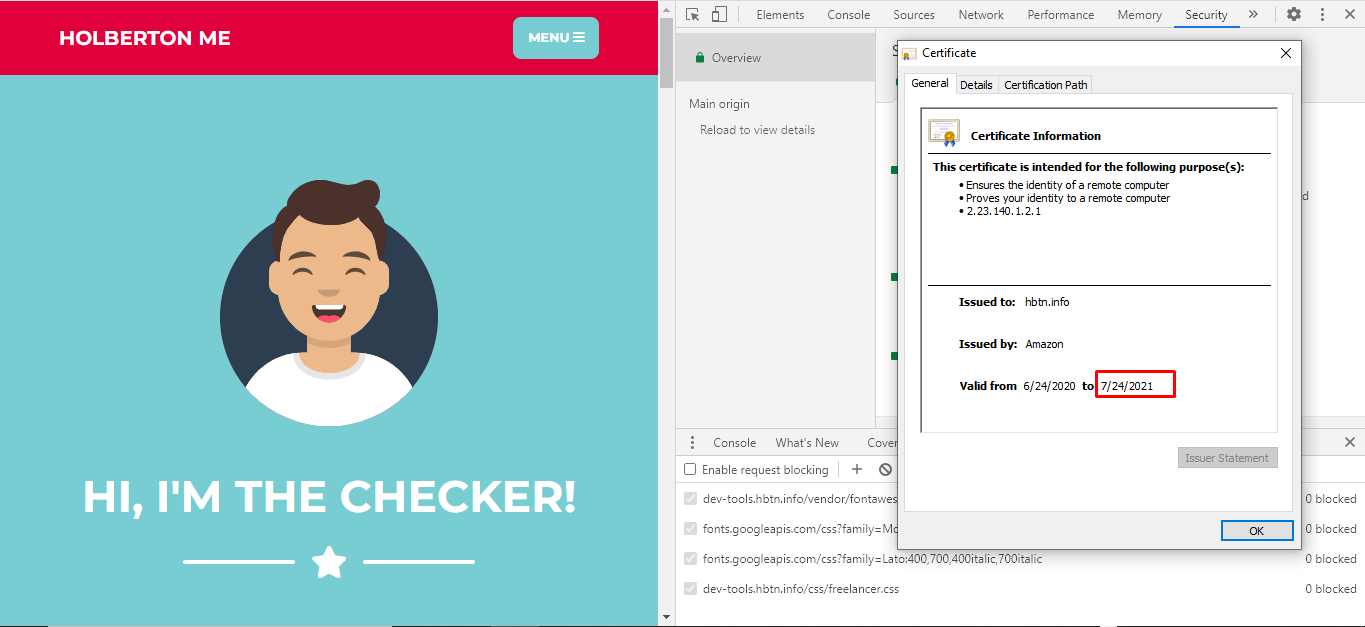 HOLBERTON ME
MENU
HI, I'M THE CHECKER!
Elements Console Sources Network Performance Memory Security
Overview
Main origin
Reload to view details
Certificate
General Details Certification Path
Certificate Information
This certificate is intended for the following purpose(s):
• Ensures the identity of a remote computer
• Proves your identity to a remote computer
• 2.23.140.1.2.1
Issued to: hbtn.info
Issued by: Amazon
Valid from 6/24/2020 to 7/24/2021
Issuer Statement
OK
Console What's New Cover
Enable request blocking
dev-tools.hbtn.info/vendor/fontawes 0 blocked
fonts.googleapis.com/css?family=Mo 0 blocked
fonts.googleapis.com/css?family=Lato:400,700,400italic,700italic 0 blocked
dev-tools.hbtn.info/css/freelancer.css 0 blocked